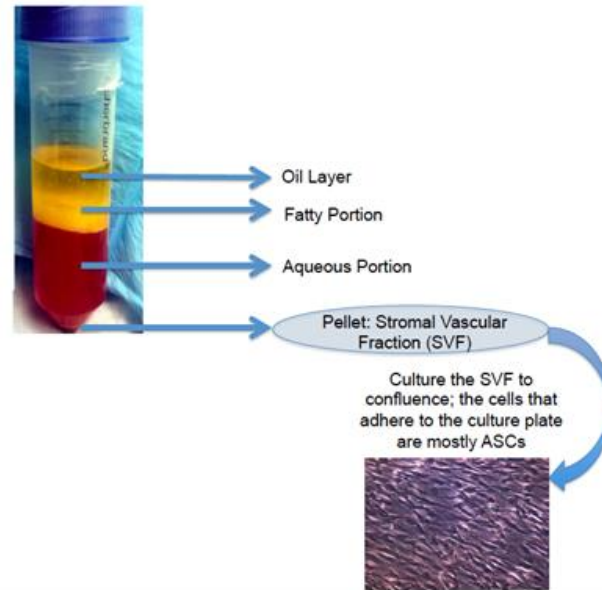 Oil Layer
Fatty Portion
Aqueous Portion
Pellet: Stromal Vascular
Fraction (SVF)
Culture the SVF to
confluence; the cells that
adhere to the culture plate
are mostly ASCs